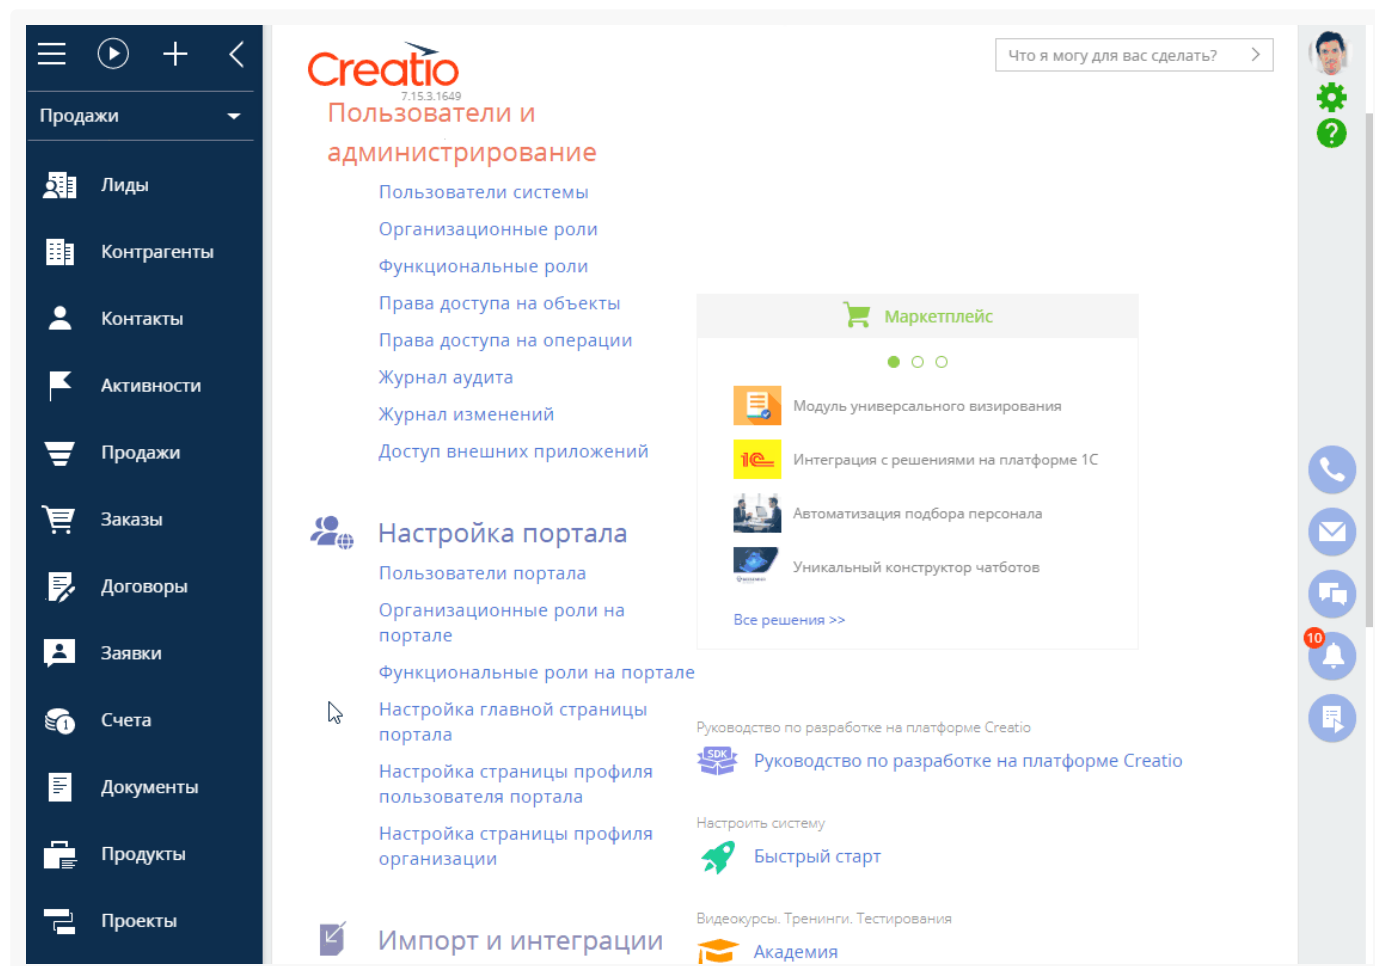 Продажи
Лиды
Контрагенты
Контакты
Активности
Продажи
Заказы
Договоры
Заявки
Счета
1
Документы
Продукты
Проекты
Creatio
7.15.3.1649
Что я могу для вас сделать?
Пользователи и
администрирование
Пользователи системы
Организационные роли
Функциональные роли
Права доступа на объекты
Права доступа на операции
Журнал аудита
Журнал изменений
Доступ внешних приложений
Настройка портала
Пользователи портала
Организационные роли на
портале
Функциональные роли на портале
Настройка главной страницы
портала
Настройка страницы профиля
пользователя портала
Настройка страницы профиля
организации
Импорт и интеграции
Маркетплейс
Модуль универсального визирования
1С
Интеграция с решениями на платформе 1С
Автоматизация подбора персонала
Уникальный конструктор чатботов
Все решения >>
Руководство по разработке на платформе Creatio
SDK
Руководство по разработке на платформе Creatio
Настроить систему
Быстрый старт
Видеокурсы. Тренинги. Тестирования
Академия
?
10